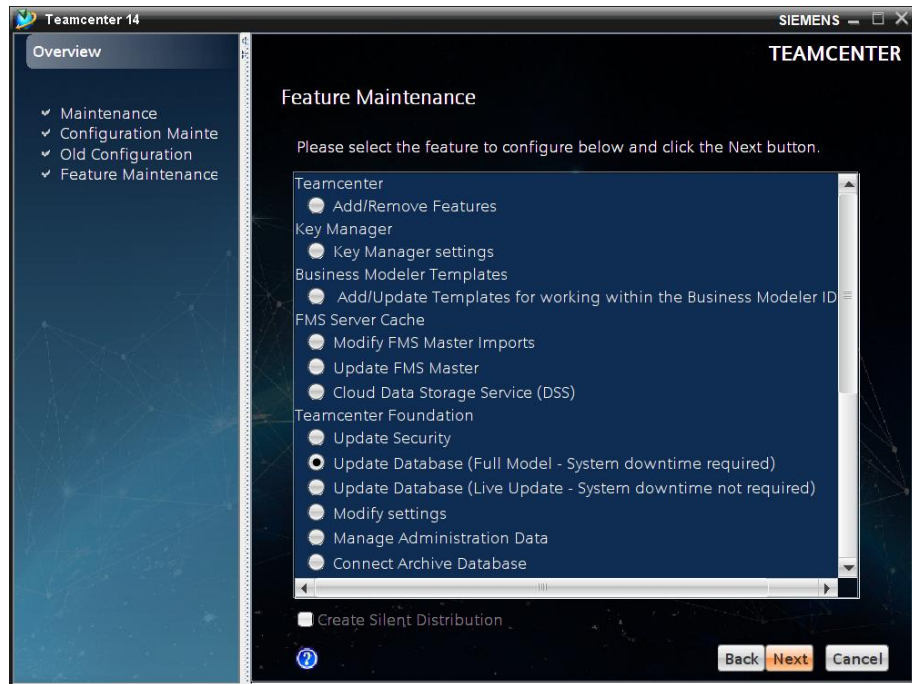 Teamcenter 14
SIEMENS
Overview
TEAMCENTER
Maintenance
Configuration Mainte
Old Configuration
Feature Maintenance
Feature Maintenance
Please select the feature to configure below and click the Next button.
Teamcenter
Add/Remove Features
Key Manager
Key Manager settings
Business Modeler Templates
Add/Update Templates for working within the Business Modeler ID
FMS Server Cache
Modify FMS Master Imports
Update FMS Master
Cloud Data Storage Service (DSS)
Teamcenter Foundation
Update Security
Update Database (Full Model - System downtime required)
Update Database (Live Update - System downtime not required)
Modify settings
Manage Administration Data
Connect Archive Database
Create Silent Distribution
Back Next Cancel